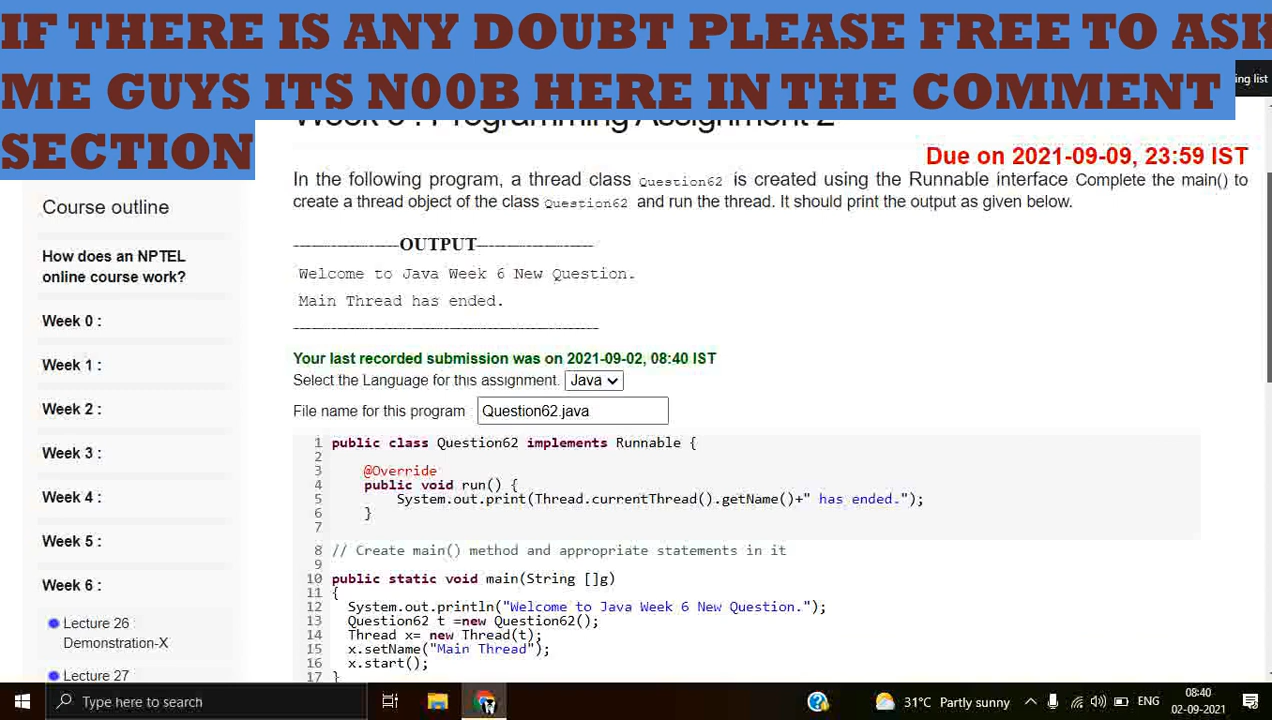 IF THERE IS ANY DOUBT PLEASE FREE TO ASK
ME GUYS ITS N00B HERE IN THE COMMENT
SECTION
ing list
Due on 2021-09-09, 23:59 IST
In the following program, a thread class Question62 is created using the Runnable interface Complete the main() to
create a thread object of the class Question62 and run the thread. It should print the output as given below.
-----------------------OUTPUT-------------------------
Welcome to Java Week 6 New Question.
Main Thread has ended.
-----------------------------------------------------------------
Your last recorded submission was on 2021-09-02, 08:40 IST
Select the Language for this assignment. Java
File name for this program : Question62.java
1 public class Question62 implements Runnable {
2
3 @Override
4 public void run() {
5 System.out.print(Thread.currentThread().getName()+" has ended.");
6 }
7
8 // Create main() method and appropriate statements in it
9
10 public static void main(String []g)
11 {
12 System.out.println("Welcome to Java Week 6 New Question.");
13 Question62 t =new Question62();
14 Thread x= new Thread(t);
15 x.setName("Main Thread");
16 x.start();
17 }
Course outline
How does an NPTEL
online course work?
Week 0 :
Week 1 :
Week 2 :
Week 3 :
Week 4 :
Week 5 :
Week 6 :
Lecture 26 :
Demonstration-X
Lecture 27
Type here to search
31°C Partly sunny
ENG
08:40
02-09-2021